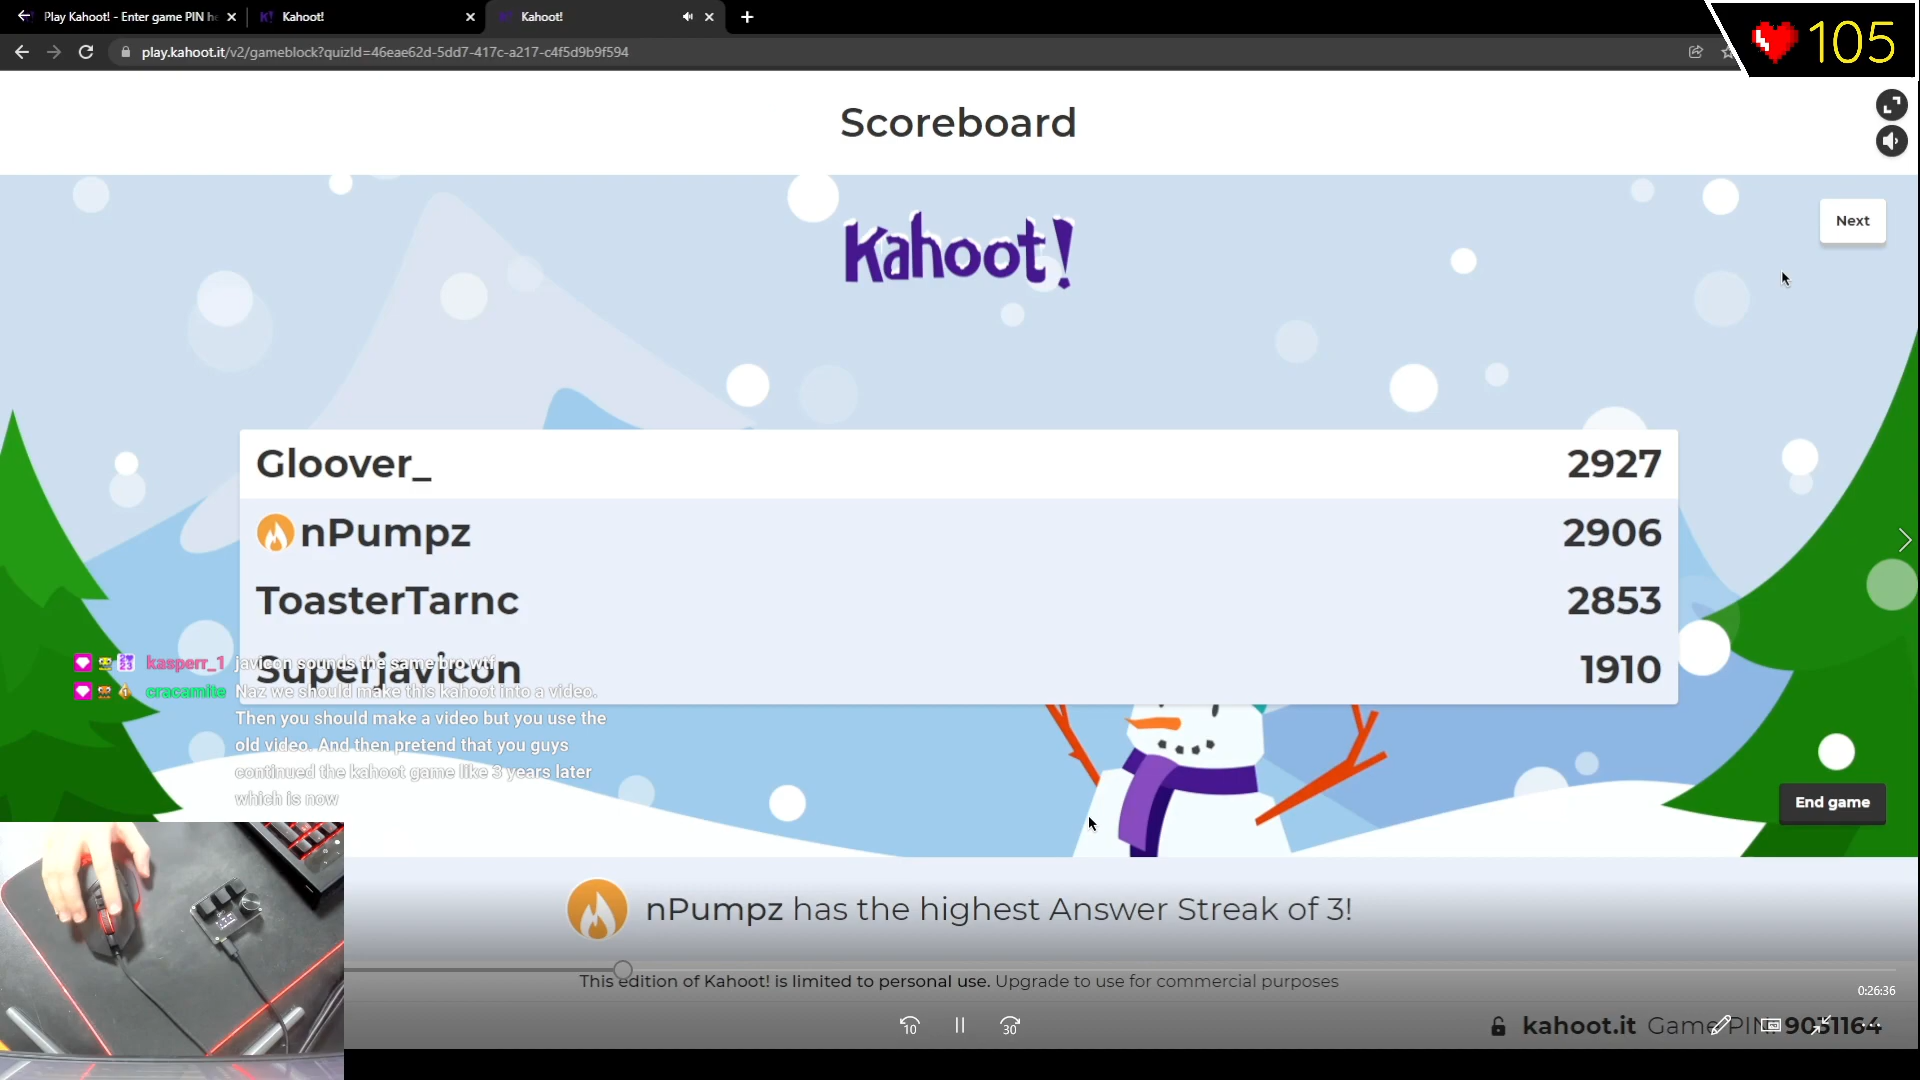 Play Kahoot! - Enter game PIN he
Kahoot!
Kahoot!
play.kahoot.it/v2/gameblock?quizId=46eae62d-5dd7-417c-a217-c4f5d9b9f594
105
Scoreboard
Kahoot!
Next
Gloover_ 2927
nPumpz 2906
ToasterTarnc 2853
Superjavicon 1910
kasperr_1 javicon sounds the same bro wtf
cracamite Naz we should make this kahoot into a video.
Then you should make a video but you use the
old video. And then pretend that you guys
continued the kahoot game like 3 years later
which is now
End game
nPumpz has the highest Answer Streak of 3!
This edition of Kahoot! is limited to personal use. Upgrade to use for commercial purposes
0:26:36
10
30
kahoot.it Game PIN: 9031164